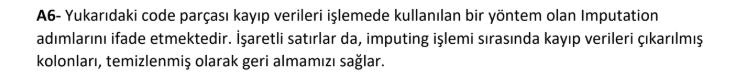 A6- Yukarıdaki code parçası kayıp verileri işlemede kullanılan bir yöntem olan Imputation
adımlarını ifade etmektedir. İşaretli satırlar da, imputing işlemi sırasında kayıp verileri çıkarılmış
kolonları, temizlenmiş olarak geri almamızı sağlar.